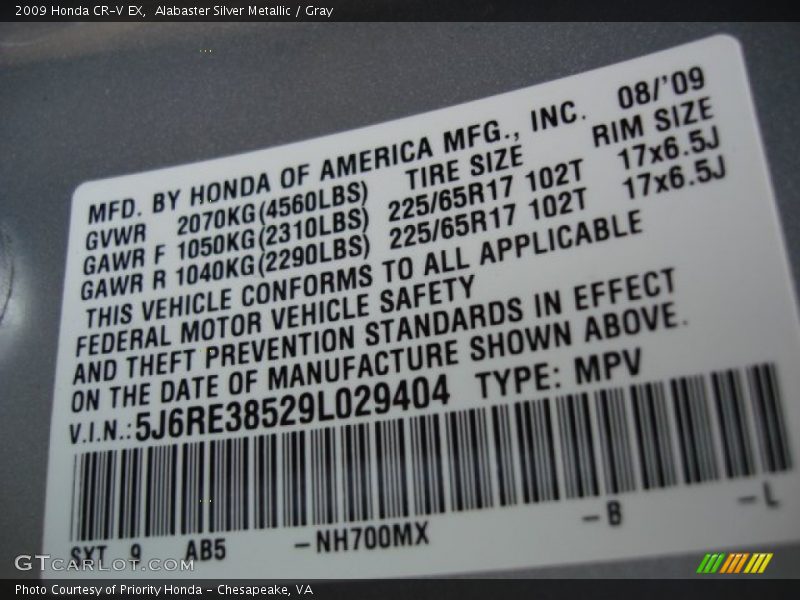 2009 Honda CR-V EX,  Alabaster Silver Metallic / Gray
MFD. BY HONDA OF AMERICA MFG., INC. 08/'09
GVWR 2070KG(4560LBS) TIRE SIZE RIM SIZE
GAWR F 1050KG(2310LBS) 225/65R17 102T 17x6.5J
GAWR R 1040KG(2290LBS) 225/65R17 102T 17x6.5J
THIS VEHICLE CONFORMS TO ALL APPLICABLE
FEDERAL MOTOR VEHICLE SAFETY
AND THEFT PREVENTION STANDARDS IN EFFECT
ON THE DATE OF MANUFACTURE SHOWN ABOVE.
V.I.N.:5J6RE38529L029404 TYPE: MPV
SXT 9 AB5 -NH700MX -B -L
GTCarlot.com
Photo Courtesy of Priority Honda - Chesapeake, VA